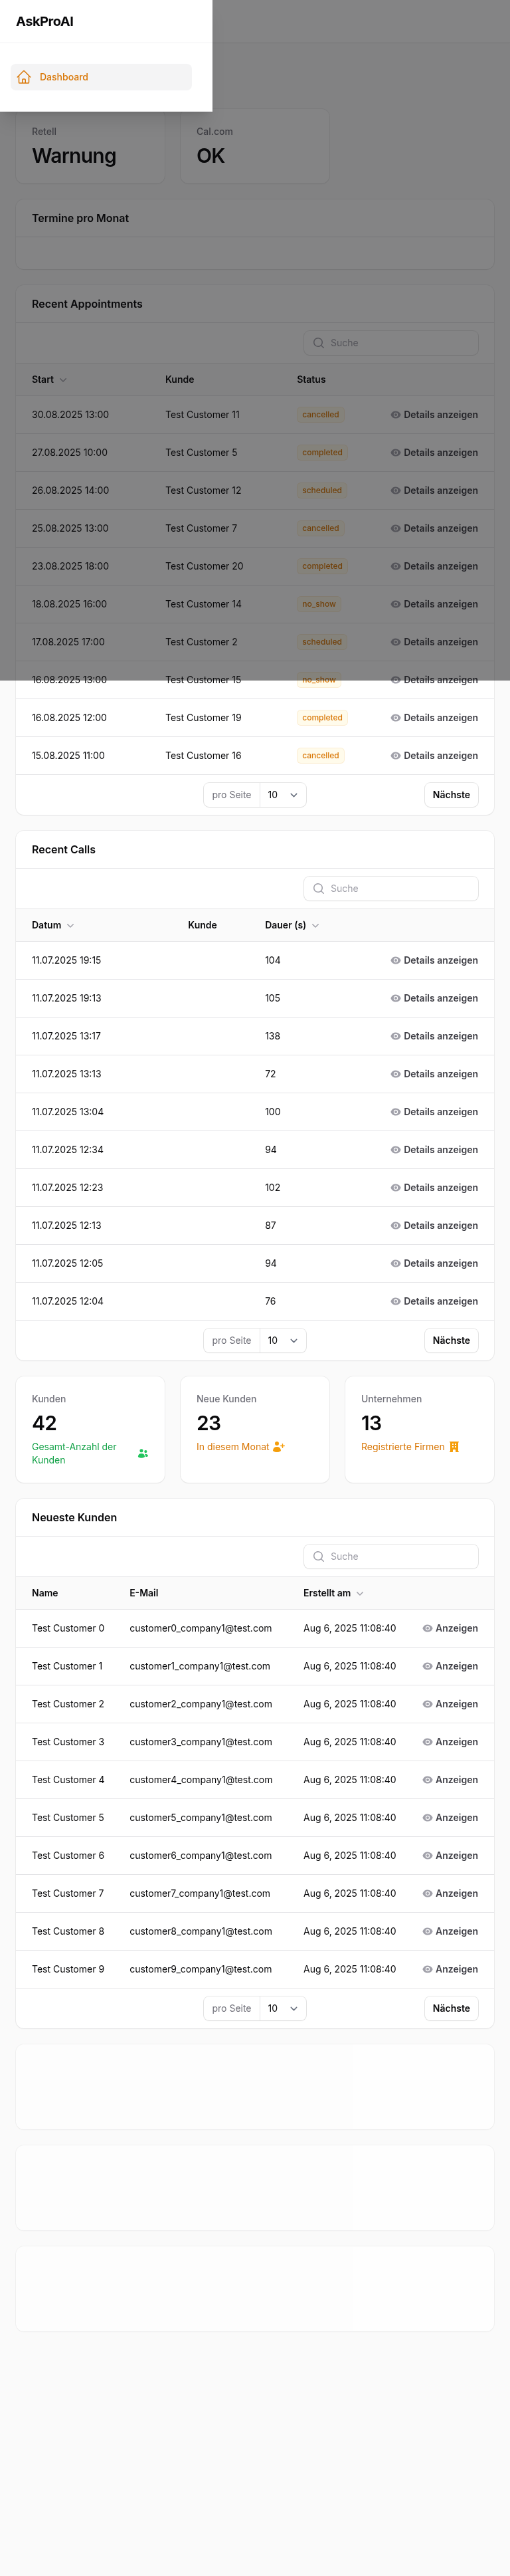 AskProAI
Dashboard
Retell
Warnung
Cal.com
OK
Termine pro Monat
Recent Appointments
Suche
Start Kunde Status
30.08.2025 13:00 Test Customer 11 cancelled Details anzeigen
27.08.2025 10:00 Test Customer 5 completed Details anzeigen
26.08.2025 14:00 Test Customer 12 scheduled Details anzeigen
25.08.2025 13:00 Test Customer 7 cancelled Details anzeigen
23.08.2025 18:00 Test Customer 20 completed Details anzeigen
18.08.2025 16:00 Test Customer 14 no_show Details anzeigen
17.08.2025 17:00 Test Customer 2 scheduled Details anzeigen
16.08.2025 13:00 Test Customer 15 no_show Details anzeigen
16.08.2025 12:00 Test Customer 19 completed Details anzeigen
15.08.2025 11:00 Test Customer 16 cancelled Details anzeigen
pro Seite 10 Nächste
Recent Calls
Suche
Datum Kunde Dauer (s)
11.07.2025 19:15 104 Details anzeigen
11.07.2025 19:13 105 Details anzeigen
11.07.2025 13:17 138 Details anzeigen
11.07.2025 13:13 72 Details anzeigen
11.07.2025 13:04 100 Details anzeigen
11.07.2025 12:34 94 Details anzeigen
11.07.2025 12:23 102 Details anzeigen
11.07.2025 12:13 87 Details anzeigen
11.07.2025 12:05 94 Details anzeigen
11.07.2025 12:04 76 Details anzeigen
pro Seite 10 Nächste
Kunden
42
Gesamt-Anzahl der
Kunden
Neue Kunden
23
In diesem Monat
Unternehmen
13
Registrierte Firmen
Neueste Kunden
Suche
Name E-Mail Erstellt am
Test Customer 0 customer0_company1@test.com Aug 6, 2025 11:08:40 Anzeigen
Test Customer 1 customer1_company1@test.com Aug 6, 2025 11:08:40 Anzeigen
Test Customer 2 customer2_company1@test.com Aug 6, 2025 11:08:40 Anzeigen
Test Customer 3 customer3_company1@test.com Aug 6, 2025 11:08:40 Anzeigen
Test Customer 4 customer4_company1@test.com Aug 6, 2025 11:08:40 Anzeigen
Test Customer 5 customer5_company1@test.com Aug 6, 2025 11:08:40 Anzeigen
Test Customer 6 customer6_company1@test.com Aug 6, 2025 11:08:40 Anzeigen
Test Customer 7 customer7_company1@test.com Aug 6, 2025 11:08:40 Anzeigen
Test Customer 8 customer8_company1@test.com Aug 6, 2025 11:08:40 Anzeigen
Test Customer 9 customer9_company1@test.com Aug 6, 2025 11:08:40 Anzeigen
pro Seite 10 Nächste